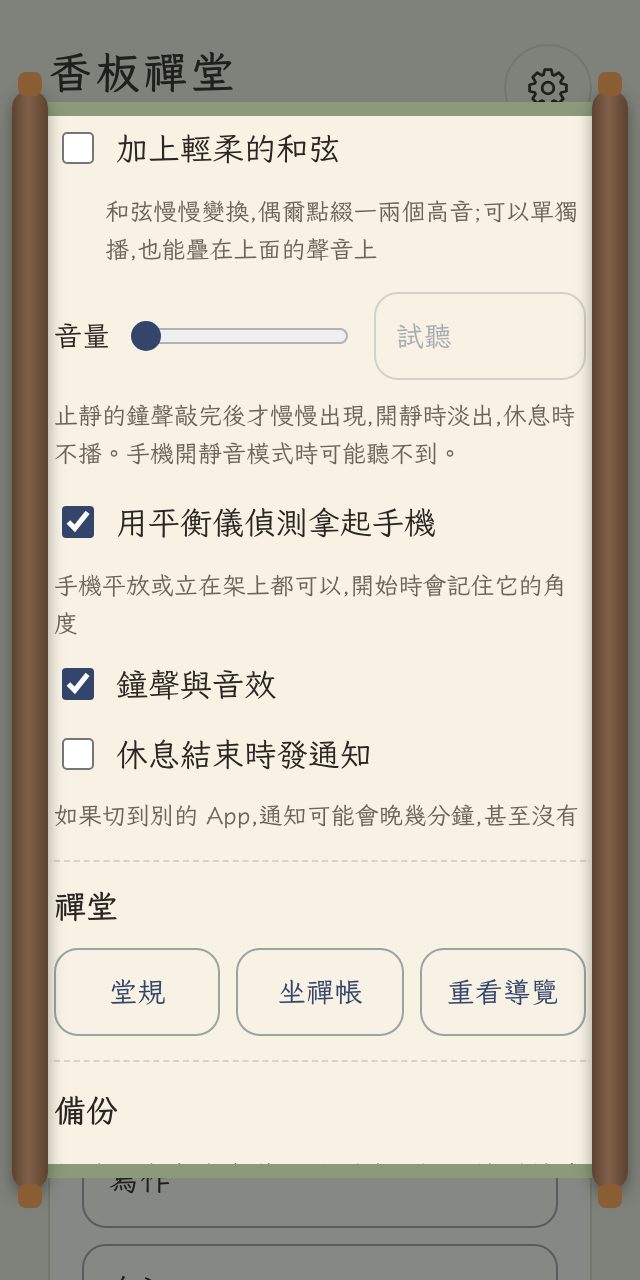 香板禪堂
加上輕柔的和弦
和弦慢慢變換,偶爾點綴一兩個高音;可以單獨
播,也能疊在上面的聲音上
音量
試聽
止靜的鐘聲敲完後才慢慢出現,開靜時淡出,休息時
不播。手機開靜音模式時可能聽不到。
用平衡儀偵測拿起手機
手機平放或立在架上都可以,開始時會記住它的角
度
鐘聲與音效
休息結束時發通知
如果切到別的 App,通知可能會晚幾分鐘,甚至沒有
禪堂
堂規
坐禪帳
重看導覽
備份
寫作